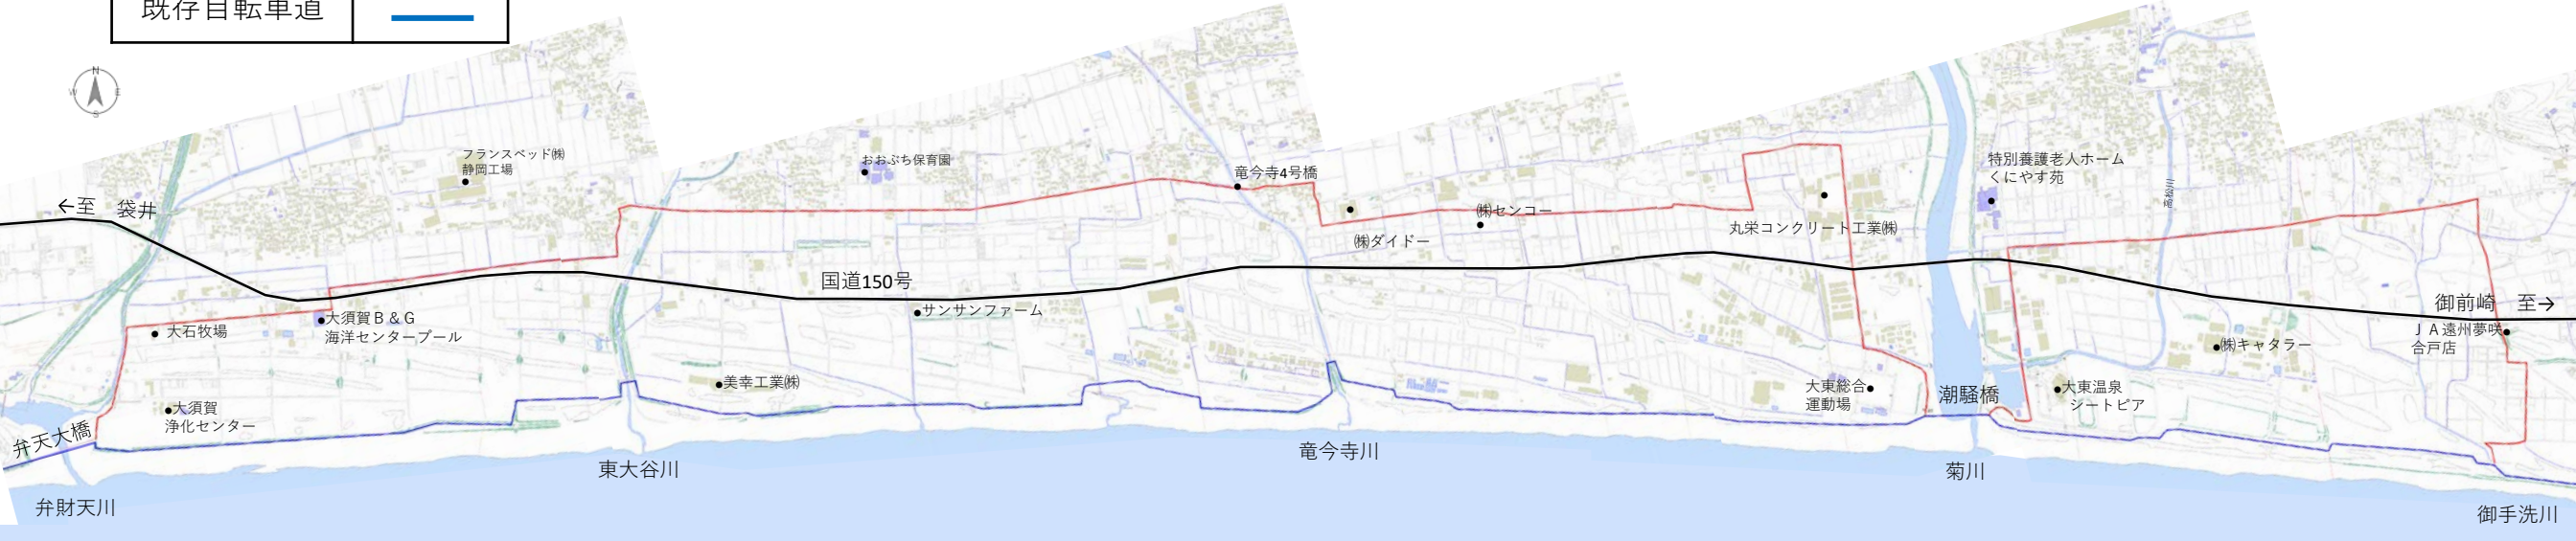 既存自転車道
N
W E
S
フランスベッド㈱
静岡工場
おおぶち保育園
竜今寺4号橋
特別養護老人ホーム
くにやす苑
←至 袋井
㈱センコー
㈱ダイドー
丸栄コンクリート工業㈱
国道150号
サンサンファーム
御前崎 至→
大石牧場
大須賀B＆G
海洋センタープール
JA遠州夢咲
合戸店
㈱キャタラー
美幸工業㈱
大東総合
運動場
潮騒橋
大東温泉
シートピア
大須賀
浄化センター
弁天大橋
竜今寺川
東大谷川
菊川
弁財天川
御手洗川